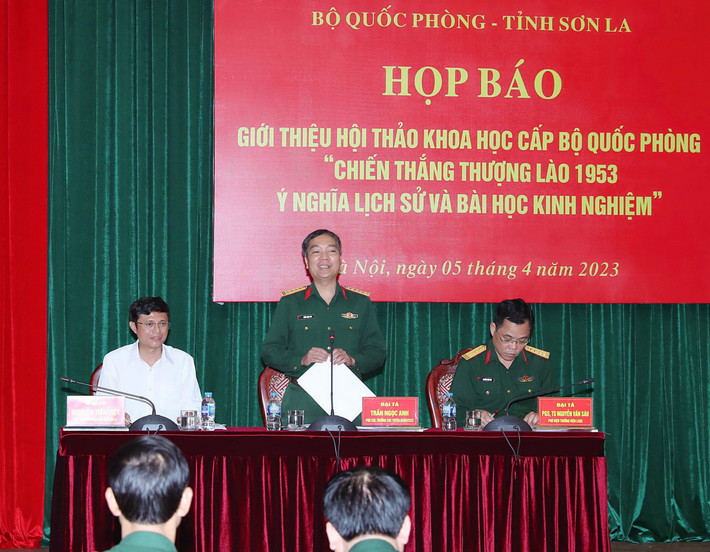 BỘ QUỐC PHÒNG - TỈNH SƠN LA
HỌP BÁO
GIỚI THIỆU HỘI THẢO KHOA HỌC CẤP BỘ QUỐC PHÒNG
“CHIẾN THẮNG THƯỢNG LÀO 1953
Ý NGHĨA LỊCH SỬ VÀ BÀI HỌC KINH NGHIỆM”
à Nội, ngày 05 tháng 4 năm 2023
ĐẠI TÁ
TRẦN NGỌC ANH
ĐẠI TÁ
PGS, TS NGUYỄN VĂN SÁU